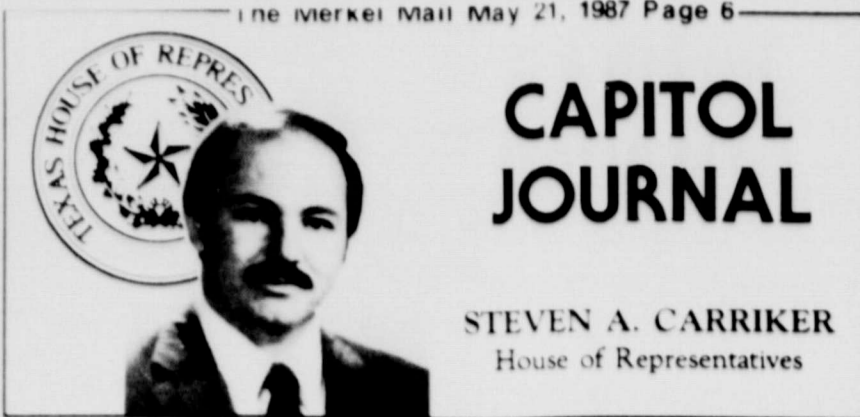 The Merkel Mail May 21, 1987 Page 6
TEXAS HOUSE OF REPRES
CAPITOL
JOURNAL
STEVEN A. CARRIKER
House of Representatives